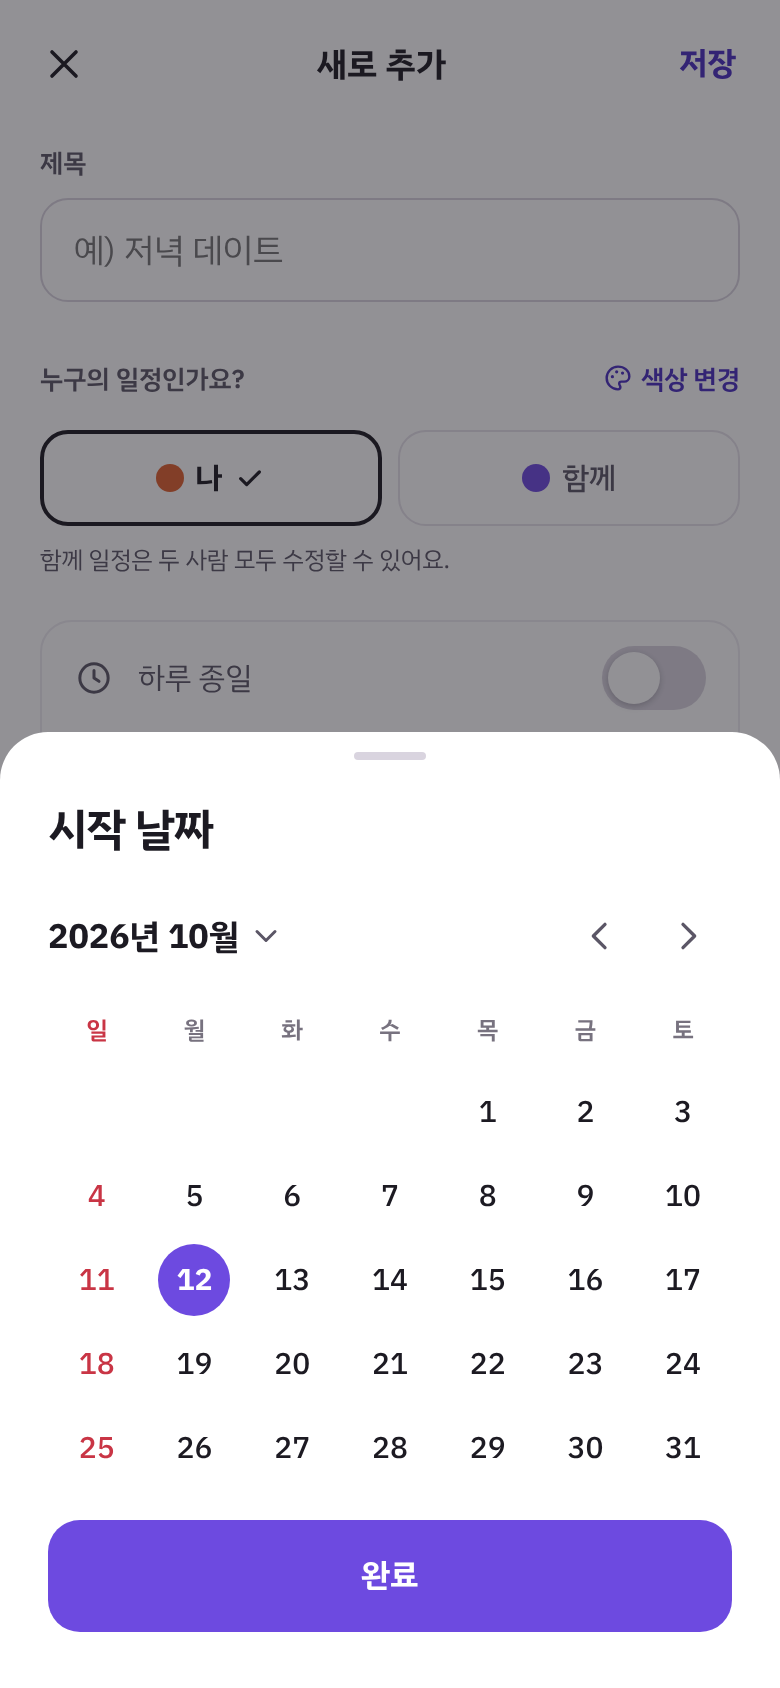 새로 추가 저장
제목
예) 저녁 데이트
누구의 일정인가요? 색상 변경
나 함께
함께 일정은 두 사람 모두 수정할 수 있어요.
하루 종일
시작 날짜
2026년 10월
일 월 화 수 목 금 토
1 2 3
4 5 6 7 8 9 10
11 12 13 14 15 16 17
18 19 20 21 22 23 24
25 26 27 28 29 30 31
완료